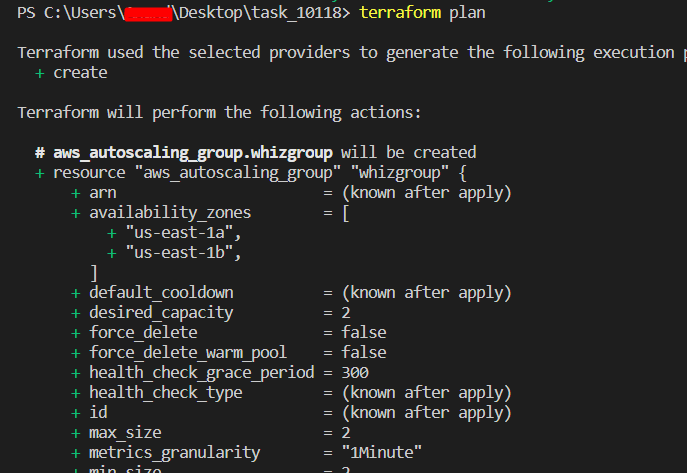 PS C:\Users\\Desktop\task_10118> terraform plan
Terraform used the selected providers to generate the following execution p
+ create
Terraform will perform the following actions:
# aws_autoscaling_group.whizgroup will be created
+ resource "aws_autoscaling_group" "whizgroup" {
+ arn = (known after apply)
+ availability_zones = [
+ "us-east-1a",
+ "us-east-1b",
]
+ default_cooldown = (known after apply)
+ desired_capacity = 2
+ force_delete = false
+ force_delete_warm_pool = false
+ health_check_grace_period = 300
+ health_check_type = (known after apply)
+ id = (known after apply)
+ max_size = 2
+ metrics_granularity = "1Minute"
+ min_size = 2